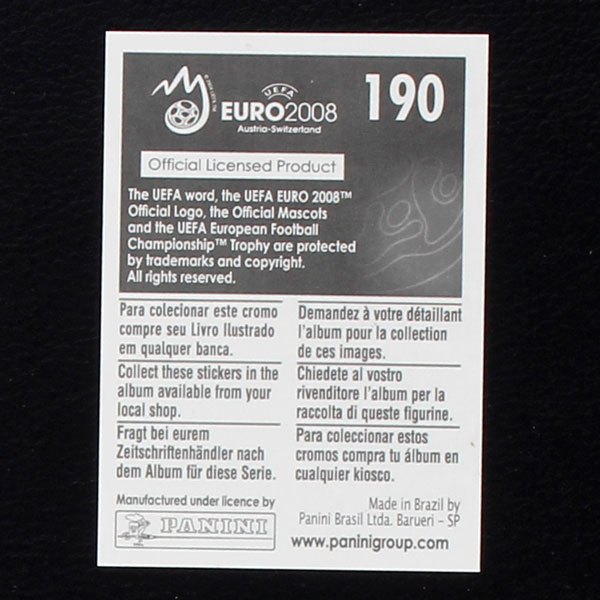 UEFA
EURO2008
Austria-Switzerland
190
Official Licensed Product
The UEFA word, the UEFA EURO 2008™
Official Logo, the Official Mascots
and the UEFA European Football
Championship™ Trophy are protected
by trademarks and copyright.
All rights reserved.
Para colecionar este cromo
compre seu Livro Ilustrado
em qualquer banca.
Collect these stickers in the
album available from your
local shop.
Fragt bei eurem
Zeitschriftenhändler nach
dem Album für diese Serie.
Demandez à votre détaillant
l'album pour la collection
de ces images.
Chiedete al vostro
rivenditore l'album per la
raccolta di queste figurine.
Para coleccionar estos
cromos compra tu álbum en
cualquier kiosco.
Manufactured under licence by
PANINI
Made in Brazil by
Panini Brasil Ltda. Barueri – SP
www.paninigroup.com